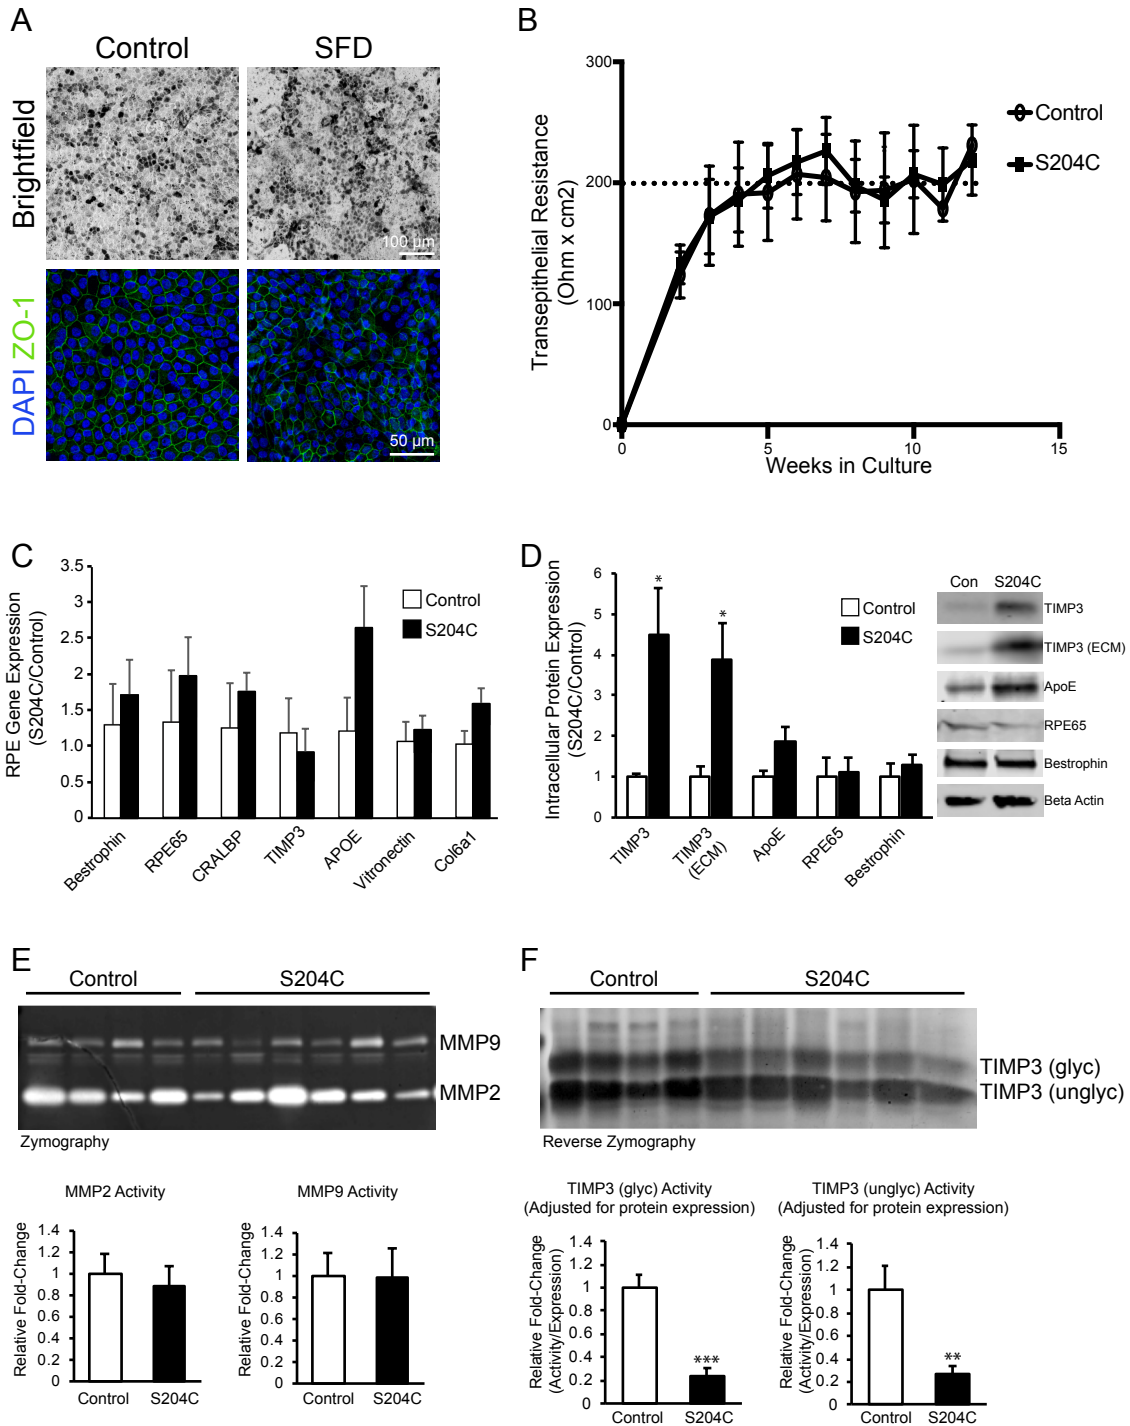 A
Control SFD
Brightfield
100 µm
DAPI ZO-1
50 µm
B
Transepithelial Resistance
(Ohm x cm2)
300
200
100
0
0 5 10 15
Weeks in Culture
Control
S204C
C
RPE Gene Expression
(S204C/Control)
3.5
3
2.5
2
1.5
1.0
0.5
0
Control
S204C
Bestrophin
RPE65
CRALBP
TIMP3
APOE
Vitronectin
Col6a1
D
Intracellular Protein Expression
(S204C/Control)
6
5
4
3
2
1
0
* *
Control
S204C
TIMP3
TIMP3
(ECM)
ApoE
RPE65
Bestrophin
Con S204C
TIMP3
TIMP3 (ECM)
ApoE
RPE65
Bestrophin
Beta Actin
E
Control S204C
MMP9
MMP2
Zymography
MMP2 Activity
Relative Fold-Change
1.4
1.2
1
0.8
0.6
0.4
0.2
0
Control S204C
MMP9 Activity
Relative Fold-Change
1.4
1.2
1
0.8
0.6
0.4
0.2
0
Control S204C
F
Control S204C
TIMP3 (glyc)
TIMP3 (unglyc)
Reverse Zymography
TIMP3 (glyc) Activity
(Adjusted for protein expression)
Relative Fold-Change
(Activity/Expression)
1.4
1.2
1
0.8
0.6
0.4
0.2
0
***
Control S204C
TIMP3 (unglyc) Activity
(Adjusted for protein expression)
Relative Fold-Change
(Activity/Expression)
1.4
1.2
1
0.8
0.6
0.4
0.2
0
**
Control S204C